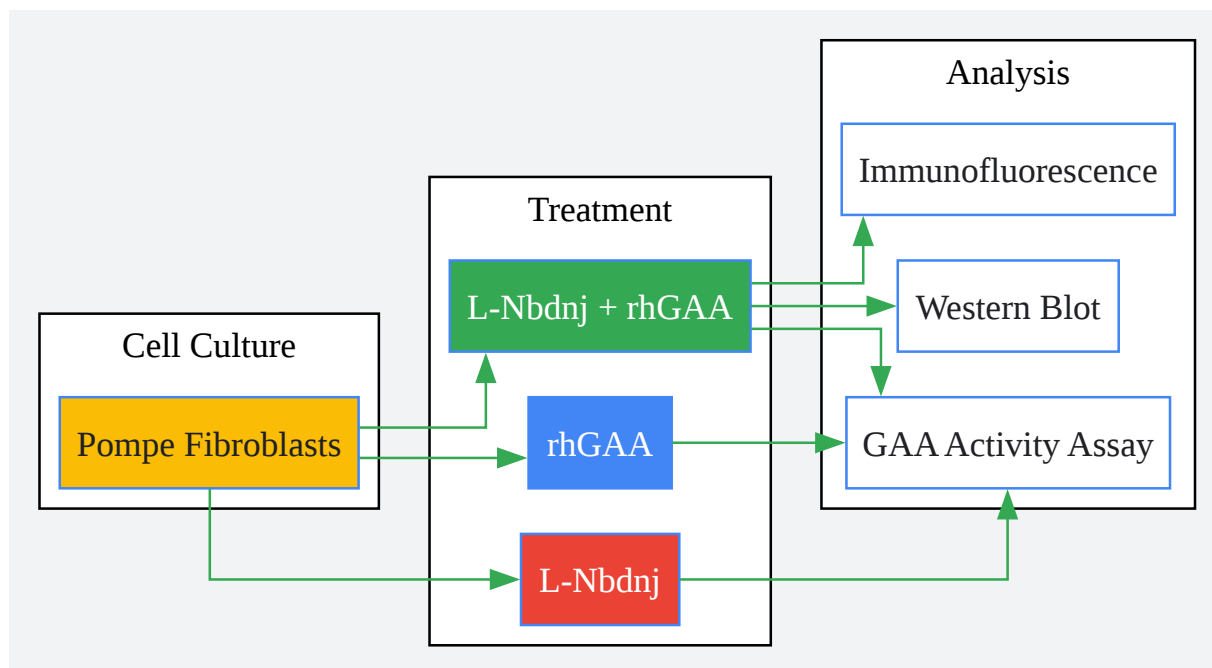 Cell Culture
Pompe Fibroblasts
Treatment
L-Nbdnj + rhGAA
rhGAA
L-Nbdnj
Analysis
Immunofluorescence
Western Blot
GAA Activity Assay